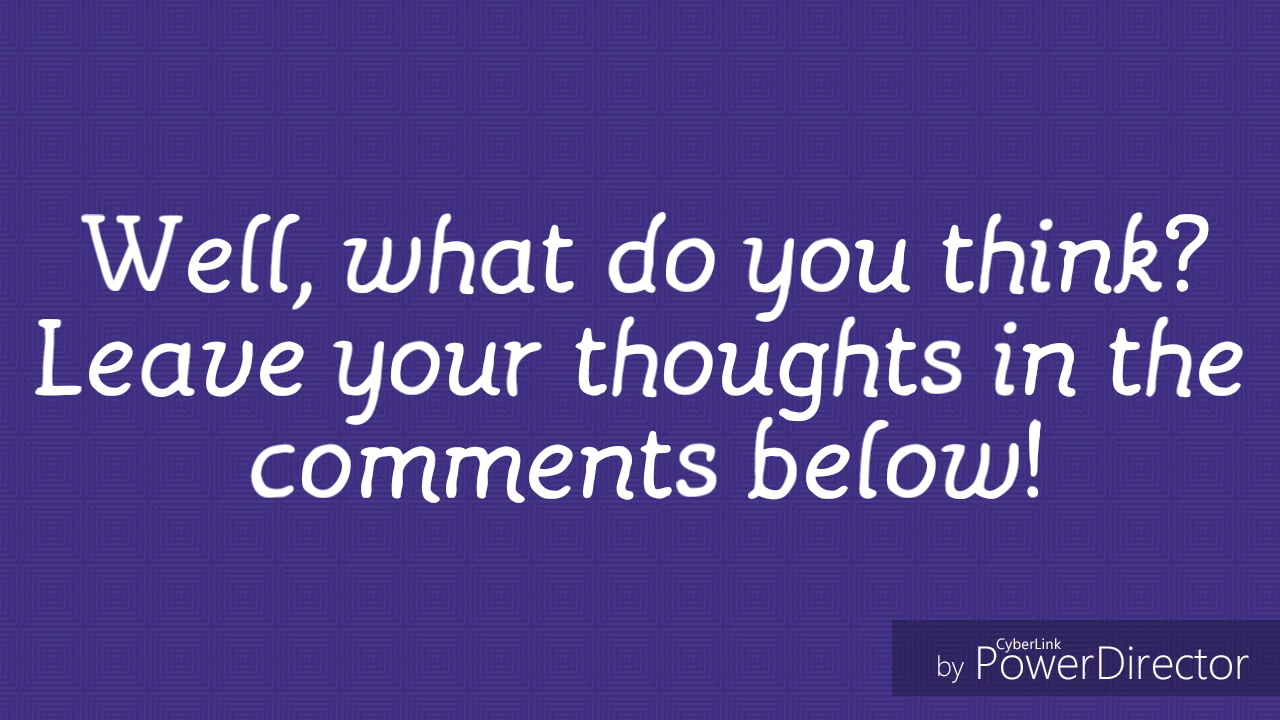 Well, what do you think?
Leave your thoughts in the
comments below!
by CyberLink PowerDirector